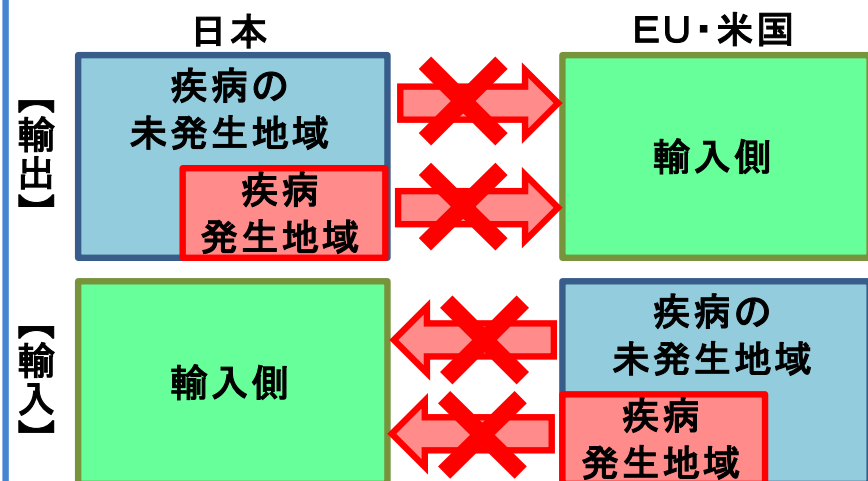 日本
EU・米国
【輸出】
疾病の
未発生地域
疾病
発生地域
輸入側
【輸入】
輸入側
疾病の
未発生地域
疾病
発生地域